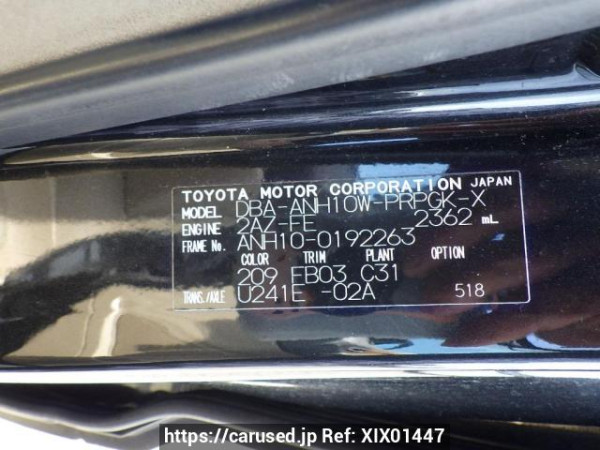 TOYOTA MOTOR CORPORATION JAPAN
MODEL DBA-ANH10W-PRPGK-X
ENGINE 2AZ-FE 2362 mL
FRAME No. ANH10-0192263
COLOR TRIM PLANT OPTION
209 FB03 C31
TRANS./AXLE U241E -02A 518
https://carused.jp Ref: XIX01447